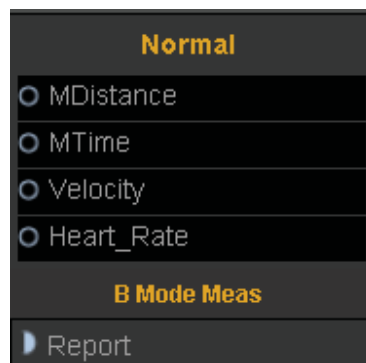 Normal
MDistance
MTime
Velocity
Heart_Rate
B Mode Meas
Report